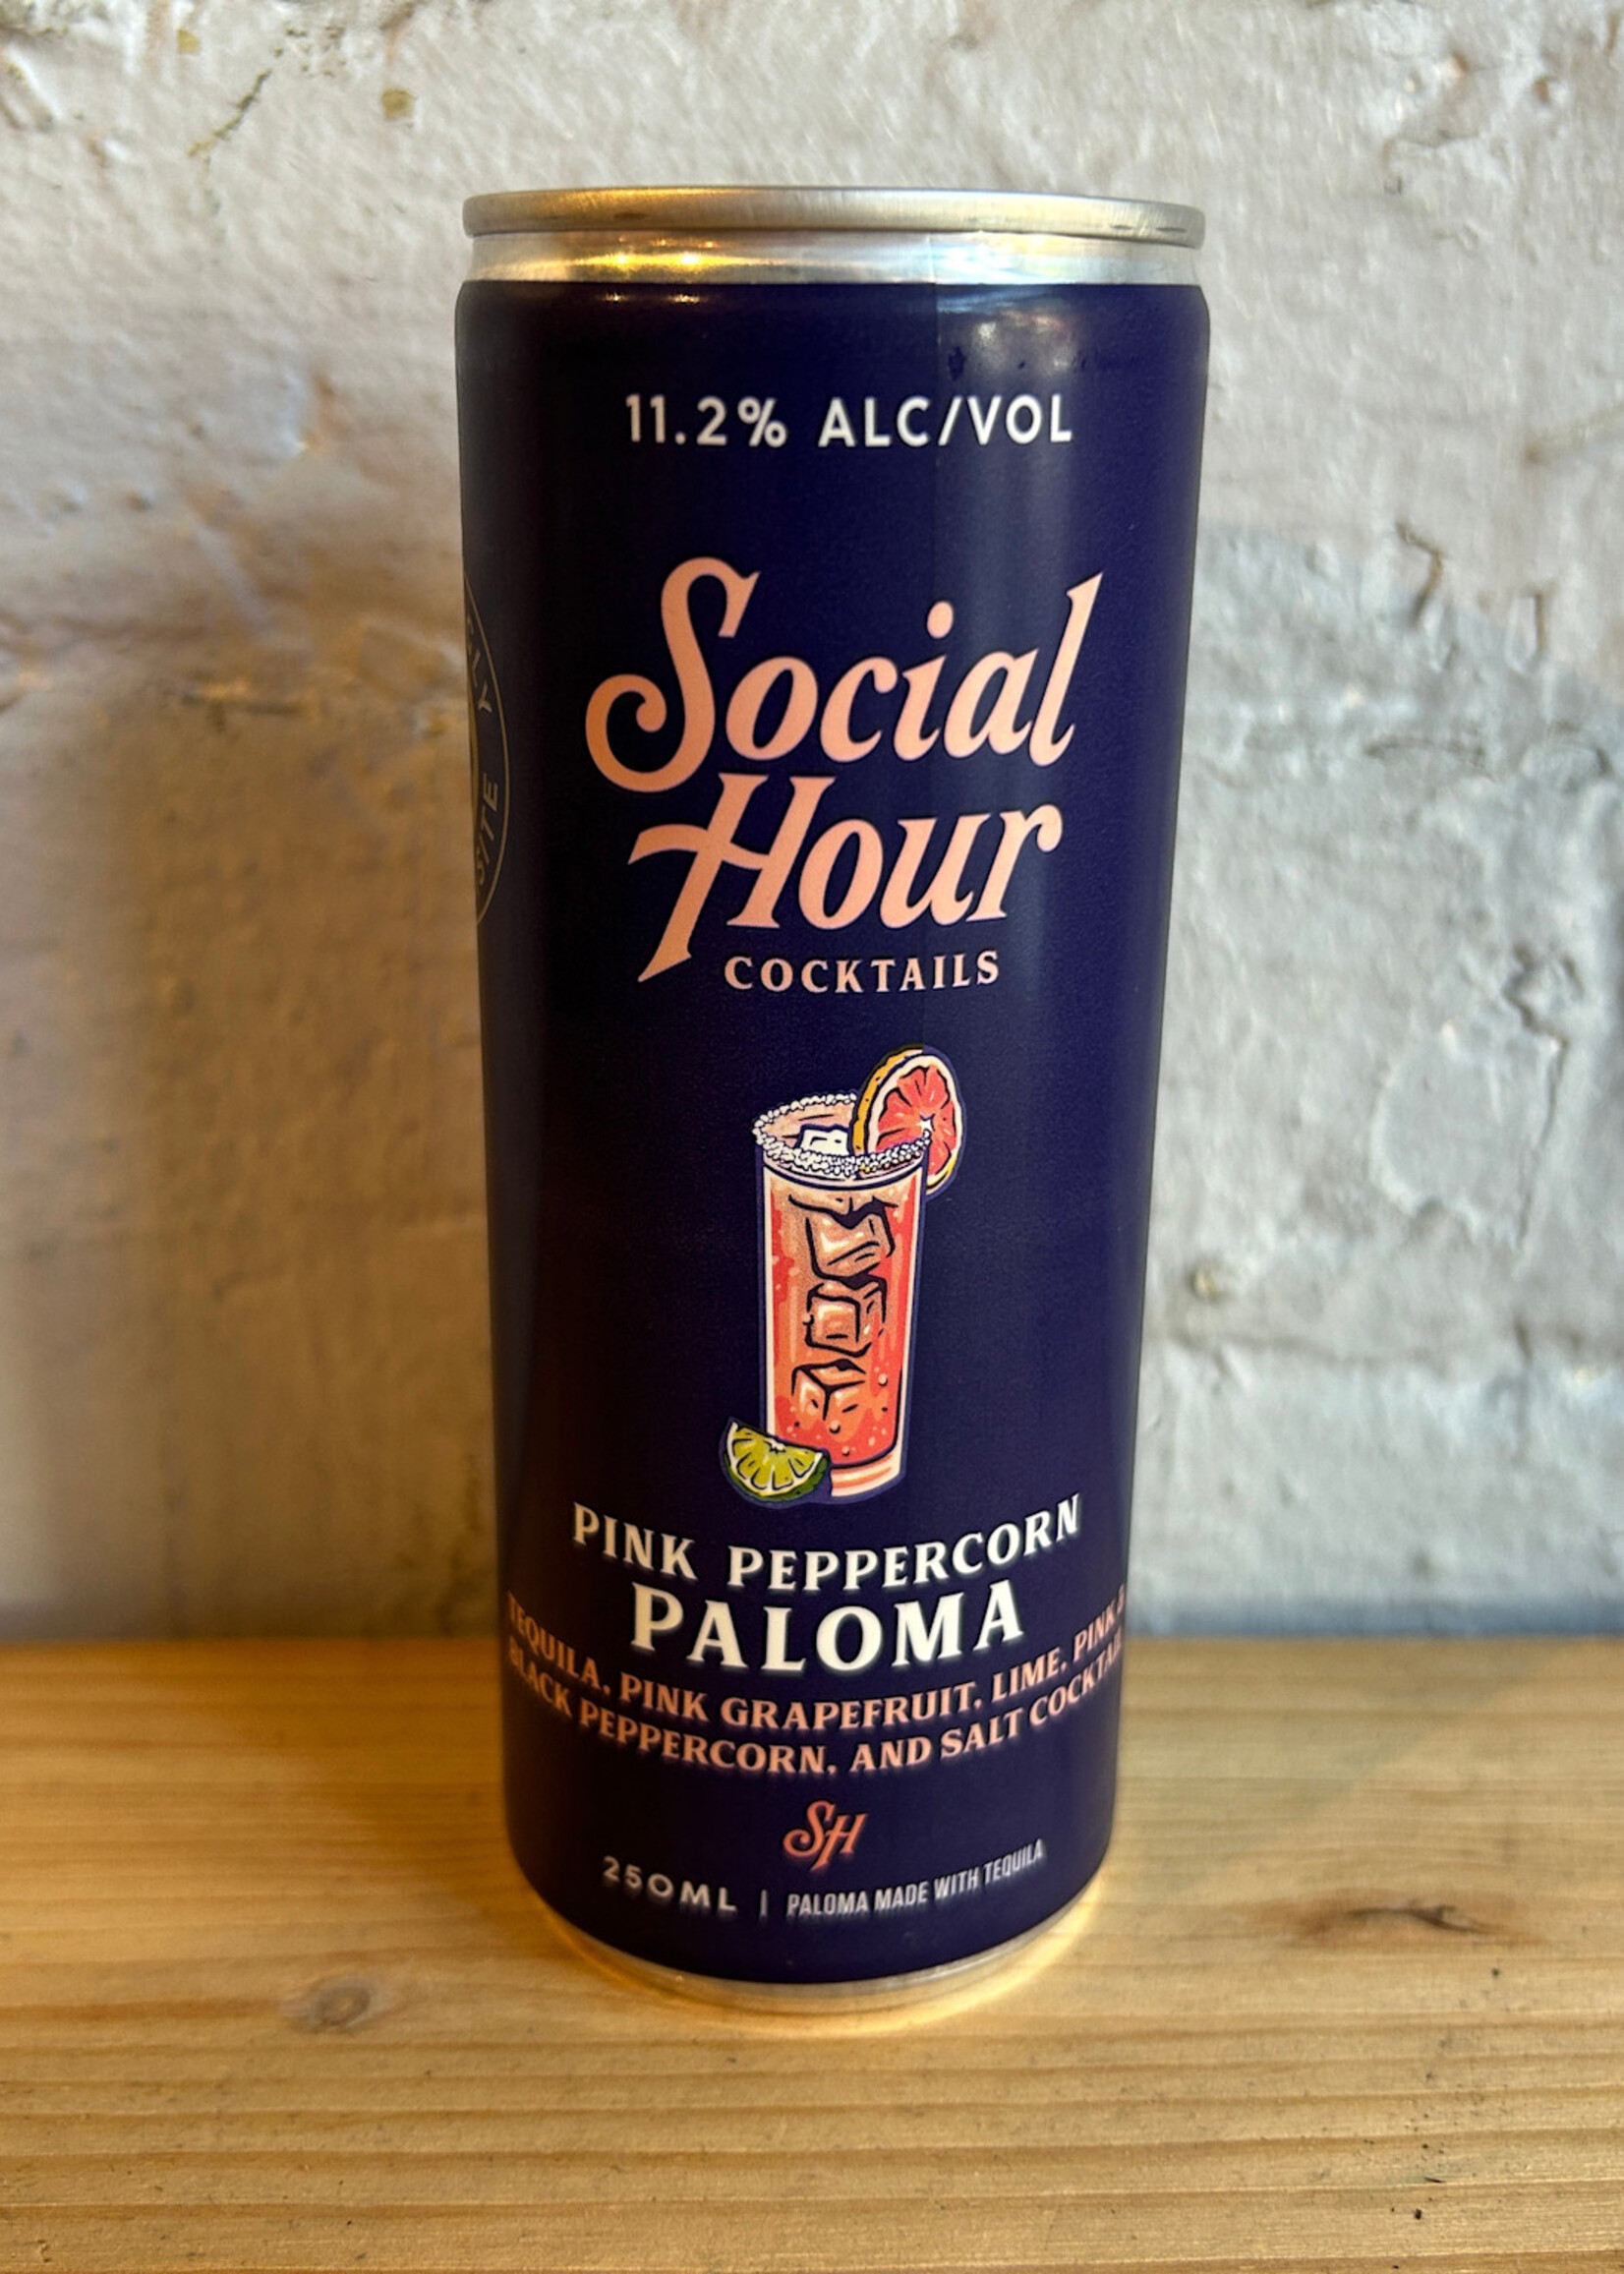 11.2% ALC/VOL
Social
Hour
COCKTAILS
PINK PEPPERCORN
PALOMA
TEQUILA, PINK GRAPEFRUIT, LIME, PINK &
BLACK PEPPERCORN, AND SALT COCKTAIL
SH
250ML | PALOMA MADE WITH TEQUILA